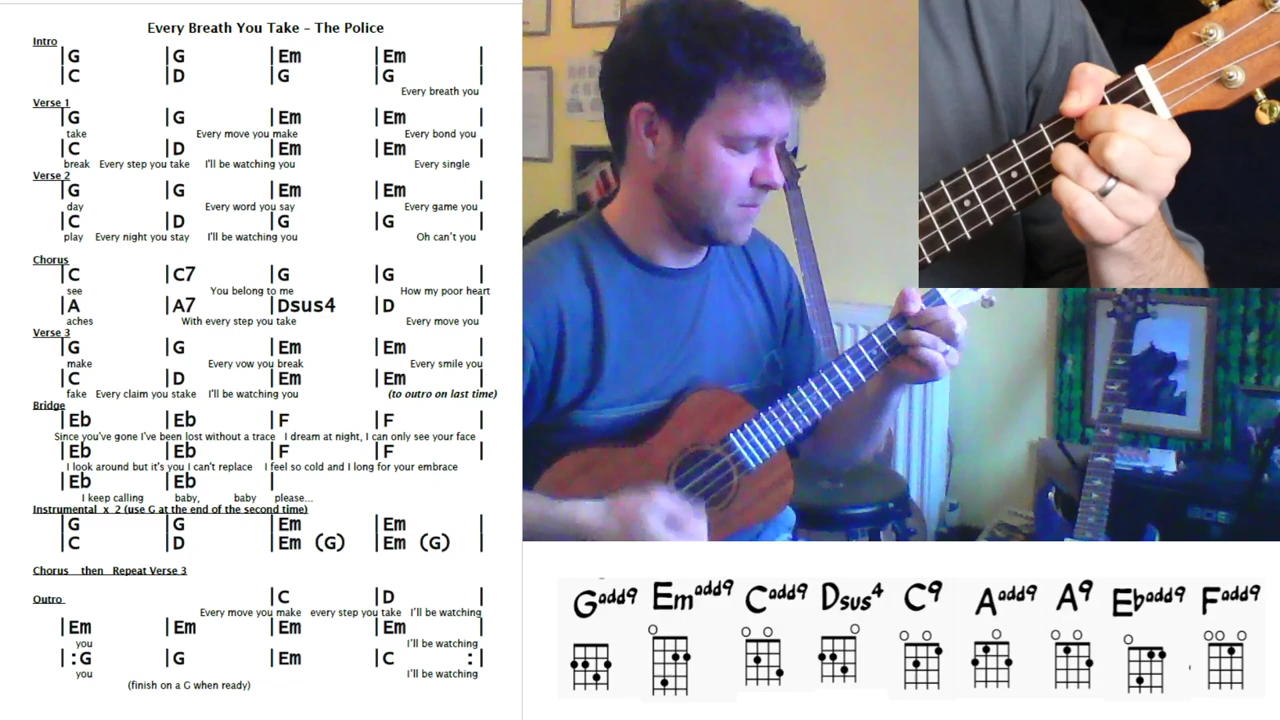 Every Breath You Take – The Police
Intro
|G |G |Em |Em |
|C |D |G |G |
Every breath you
Verse 1
|G |G |Em |Em |
take Every move you make Every bond you
|C |D |Em |Em |
break Every step you take I'll be watching you Every single
Verse 2
|G |G |Em |Em |
day Every word you say Every game you
|C |D |G |G |
play Every night you stay I'll be watching you Oh can't you
Chorus
|C |C7 |G |G |
see You belong to me How my poor heart
|A |A7 |Dsus4 |D |
aches With every step you take Every move you
Verse 3
|G |G |Em |Em |
make Every vow you break Every smile you
|C |D |Em |Em |
fake Every claim you stake I'll be watching you (to outro on last time)
Bridge
|Eb |Eb |F |F |
Since you've gone I've been lost without a trace I dream at night, I can only see your face
|Eb |Eb |F |F |
I look around but it's you I can't replace I feel so cold and I long for your embrace
|Eb |Eb |
I keep calling baby, baby please...
Instrumental x 2 (use G at the end of the second time)
|G |G |Em |Em |
|C |D |Em (G) |Em (G) |
Chorus then Repeat Verse 3
Outro |C |D |
Every move you make every step you take I'll be watching
|Em |Em |Em |Em |
you I'll be watching
|:G |G |Em |C :|
you I'll be watching
(finish on a G when ready)
Gadd9 Emadd9 Cadd9 Dsus4 C9 Aadd9 A9 Ebadd9 Fadd9